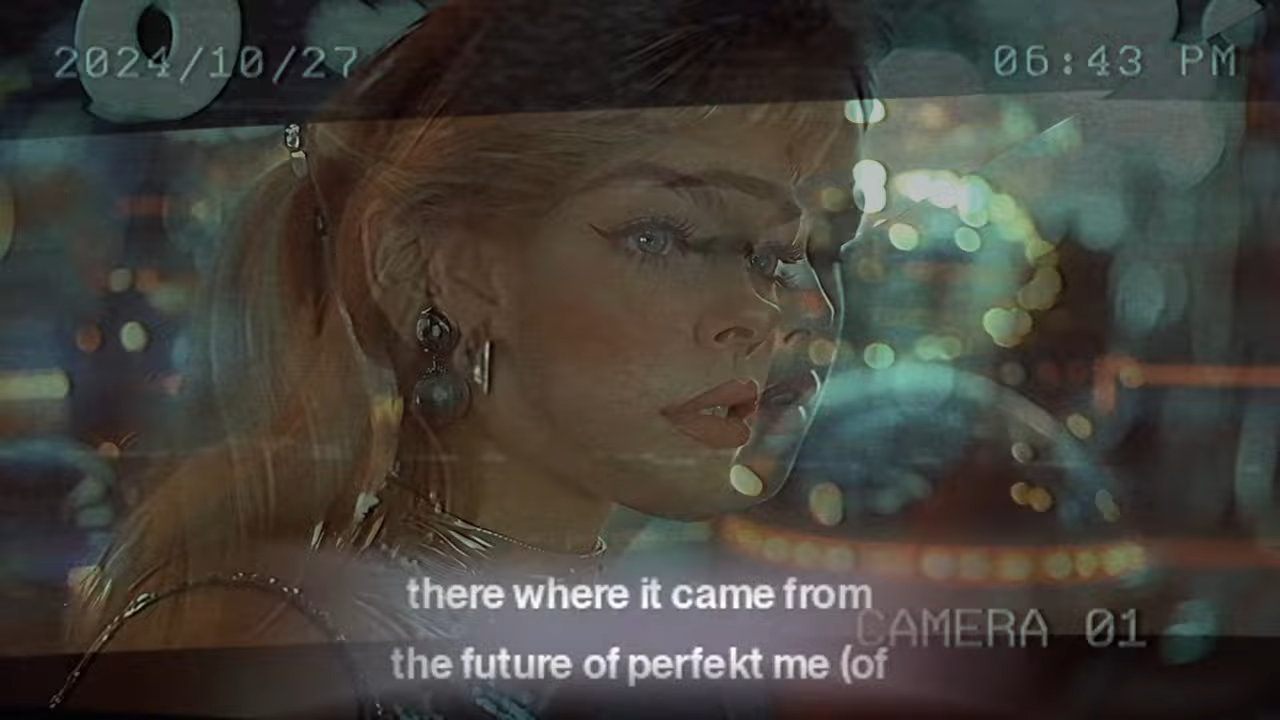 2024/10/27
06:43 PM
there where it came from
CAMERA 01
the future of perfekt me (of